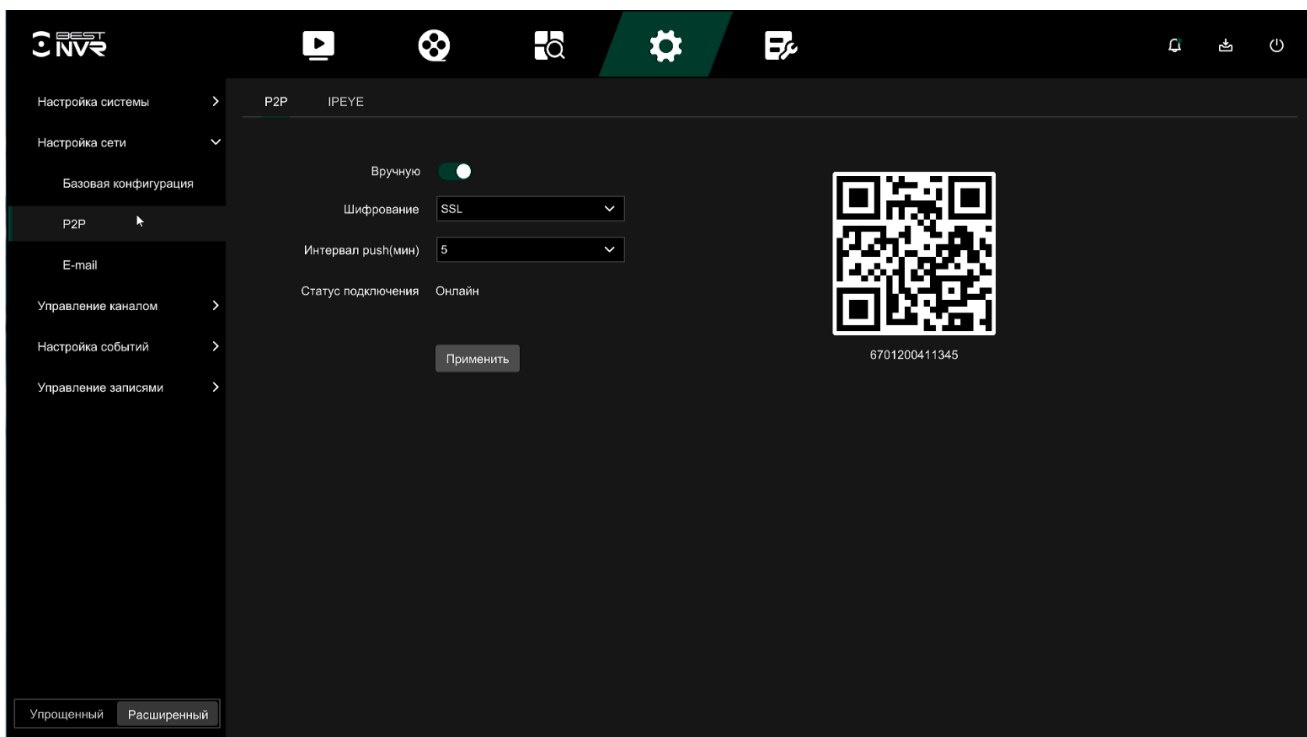 BEST
NVR
Настройка системы
P2P IPEYE
Настройка сети
Базовая конфигурация
P2P
E-mail
Управление каналом
Настройка событий
Управление записями
Вручную
Шифрование SSL
Интервал push(мин) 5
Статус подключения Онлайн
Применить
6701200411345
Упрощенный Расширенный